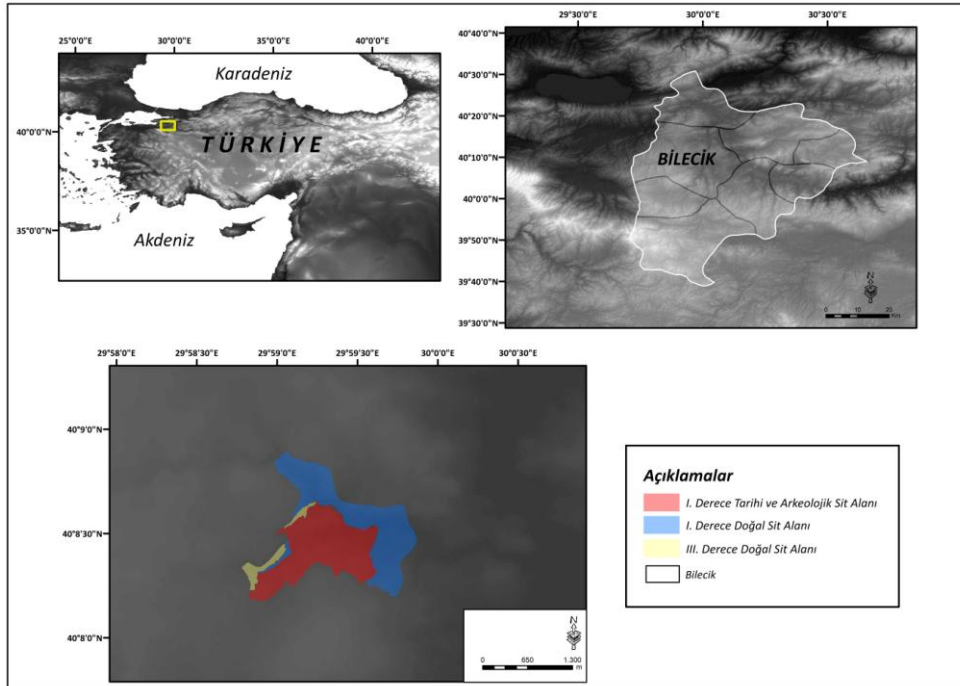 25°0'0"E 30°0'0"E 35°0'0"E 40°0'0"E
40°0'0"N
35°0'0"N
Karadeniz
TÜRKİYE
Akdeniz
29°30'0"E 30°0'0"E 30°30'0"E
40°40'0"N
40°30'0"N
40°20'0"N
40°10'0"N
40°0'0"N
39°50'0"N
39°40'0"N
39°30'0"N
BİLECİK
N
0 10 20
Km
29°58'0"E 29°58'30"E 29°59'0"E 29°59'30"E 30°0'0"E 30°0'30"E
40°9'0"N
40°8'30"N
40°8'0"N
N
0 650 1.300
m
Açıklamalar
I. Derece Tarihi ve Arkeolojik Sit Alanı
I. Derece Doğal Sit Alanı
III. Derece Doğal Sit Alanı
Bilecik